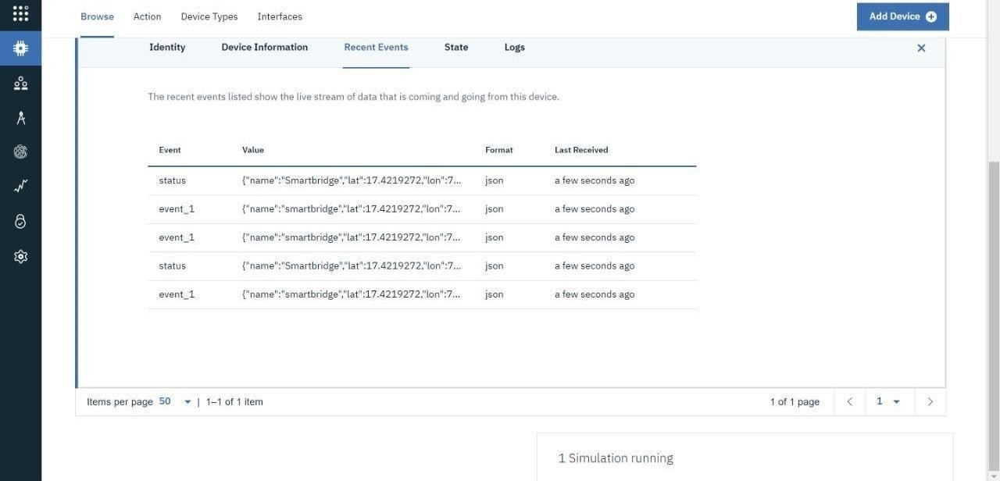 Browse Action Device Types Interfaces Add Device
Identity Device Information Recent Events State Logs
The recent events listed show the live stream of data that is coming and going from this device.
Event Value Format Last Received
status {"name":"Smartbridge","lat":17.4219272,"lon":7... json a few seconds ago
event_1 {"name":"smartbridge","lat":17.4219272,"lon":7... json a few seconds ago
event_1 {"name":"smartbridge","lat":17.4219272,"lon":7... json a few seconds ago
status {"name":"Smartbridge","lat":17.4219272,"lon":7... json a few seconds ago
event_1 {"name":"smartbridge","lat":17.4219272,"lon":7... json a few seconds ago
Items per page 50 | 1–1 of 1 item 1 of 1 page 1
1 Simulation running